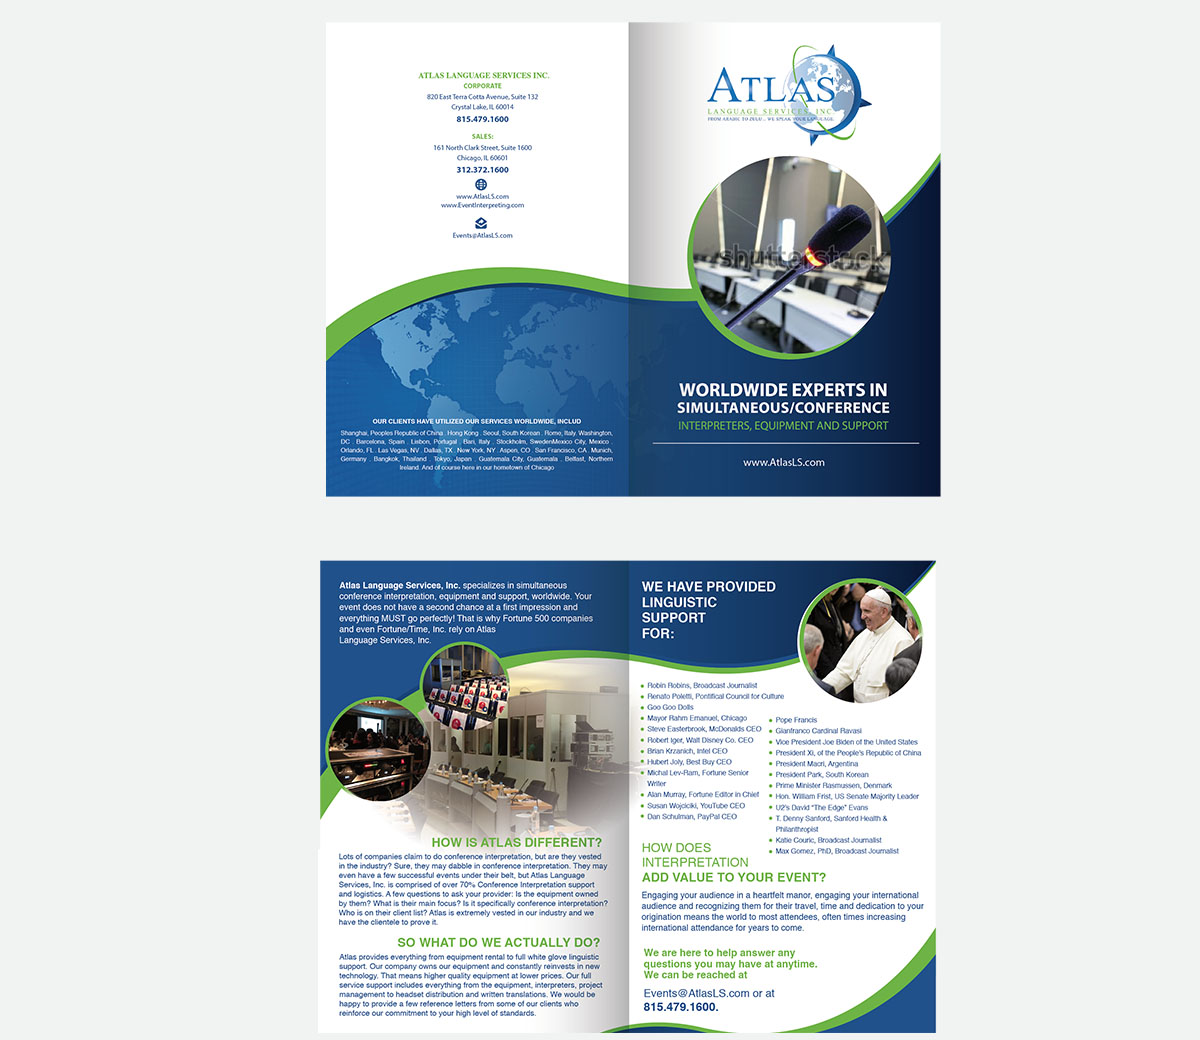 ATLAS LANGUAGE SERVICES INC.
CORPORATE
820 East Terra Cotta Avenue, Suite 132
Crystal Lake, IL 60014
815.479.1600
SALES:
161 North Clark Street, Suite 1600
Chicago, IL 60601
312.372.1600
www.AtlasLS.com
www.EventInterpreting.com
Events@AtlasLS.com
OUR CLIENTS HAVE UTILIZED OUR SERVICES WORLDWIDE, INCLUD
Shanghai, Peoples Republic of China . Hong Kong . Seoul, South Korean . Rome, Italy Washington,
DC . Barcelona, Spain . Lisbon, Portugal . Bari, Italy . Stockholm, SwedenMexico City, Mexico .
Orlando, FL . Las Vegas, NV . Dallas, TX . New York, NY . Aspen, CO . San Francisco, CA . Munich,
Germany . Bangkok, Thailand . Tokyo, Japan . Guatemala City, Guatemala . Belfast, Northern
Ireland .And of course here in our hometown of Chicago
ATLAS
LANGUAGE SERVICES, INC.
FROM ARABIC TO ZULU... WE SPEAK YOUR LANGUAGE.
shutterstock
WORLDWIDE EXPERTS IN
SIMULTANEOUS/CONFERENCE
INTERPRETERS, EQUIPMENT AND SUPPORT
www.AtlasLS.com
Atlas Language Services, Inc. specializes in simultaneous
conference interpretation, equipment and support, worldwide. Your
event does not have a second chance at a first impression and
everything MUST go perfectly! That is why Fortune 500 companies
and even Fortune/Time, Inc. rely on Atlas
Language Services, Inc.
HOW IS ATLAS DIFFERENT?
Lots of companies claim to do conference interpretation, but are they vested
in the industry? Sure, they may dabble in conference interpretation. They may
even have a few successful events under their belt, but Atlas Language
Services, Inc. is comprised of over 70% Conference Interpretation support
and logistics. A few questions to ask your provider: Is the equipment owned
by them? What is their main focus? Is it specifically conference interpretation?
Who is on their client list? Atlas is extremely vested in our industry and we
have the clientele to prove it.
SO WHAT DO WE ACTUALLY DO?
Atlas provides everything from equipment rental to full white glove linguistic
support. Our company owns our equipment and constantly reinvests in new
technology. That means higher quality equipment at lower prices. Our full
service support includes everything from the equipment, interpreters, project
management to headset distribution and written translations. We would be
happy to provide a few reference letters from some of our clients who
reinforce our commitment to your high level of standards.
WE HAVE PROVIDED
LINGUISTIC
SUPPORT
FOR:
Robin Robins, Broadcast Journalist
Renato Poletti, Pontifical Council for Culture
Goo Goo Dolls
Mayor Rahm Emanuel, Chicago
Steve Easterbrook, McDonalds CEO
Robert Iger, Walt Disney Co. CEO
Brian Krzanich, Intel CEO
Hubert Joly, Best Buy CEO
Michal Lev-Ram, Fortune Senior
Writer
Alan Murray, Fortune Editor in Chief
Susan Wojciciki, YouTube CEO
Dan Schulman, PayPal CEO
Pope Francis
Gianfranco Cardinal Ravasi
Vice President Joe Biden of the United States
President Xi, of the People's Republic of China
President Macri, Argentina
President Park, South Korean
Prime Minister Rasmussen, Denmark
Hon. William Frist, US Senate Majority Leader
U2's David "The Edge" Evans
T. Denny Sanford, Sanford Health &
Philanthropist
Katie Couric, Broadcast Journalist
Max Gomez, PhD, Broadcast Journalist
HOW DOES
INTERPRETATION
ADD VALUE TO YOUR EVENT?
Engaging your audience in a heartfelt manor, engaging your international
audience and recognizing them for their travel, time and dedication to your
origination means the world to most attendees, often times increasing
international attendance for years to come.
We are here to help answer any
questions you may have at anytime.
We can be reached at
Events@AtlasLS.com or at
815.479.1600.